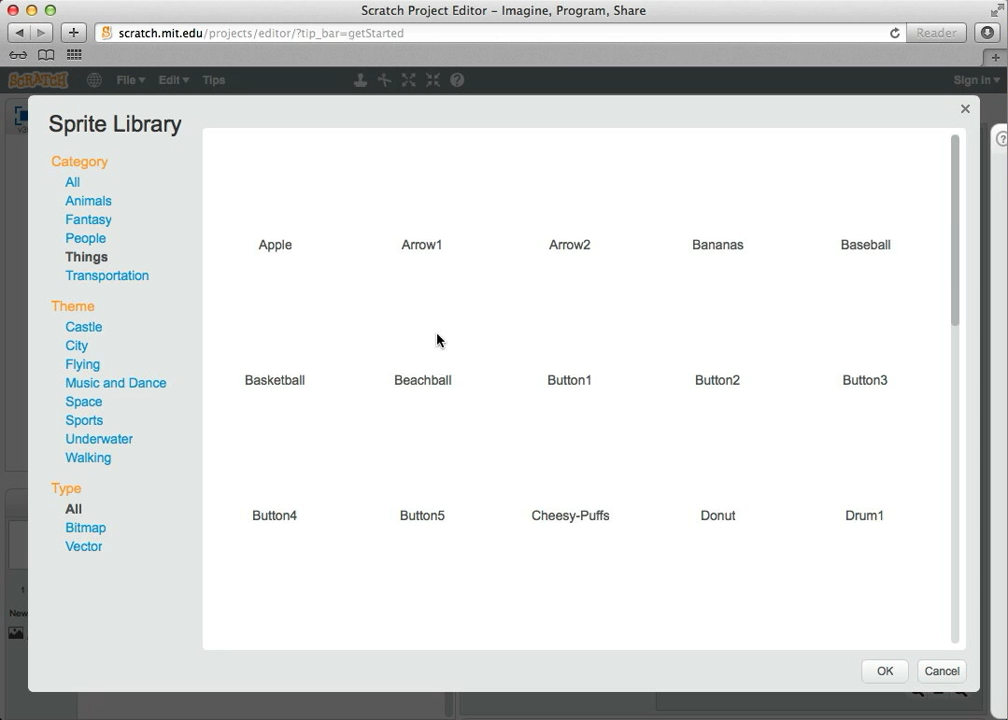 Scratch Project Editor – Imagine, Program, Share
scratch.mit.edu/projects/editor/?tip_bar=getStarted
Reader
SCRATCH File Edit Tips Sign in
Sprite Library
Category
All
Animals
Fantasy
People
Things
Transportation
Theme
Castle
City
Flying
Music and Dance
Space
Sports
Underwater
Walking
Type
All
Bitmap
Vector
Apple Arrow1 Arrow2 Bananas Baseball
Basketball Beachball Button1 Button2 Button3
Button4 Button5 Cheesy-Puffs Donut Drum1
1
New
OK Cancel